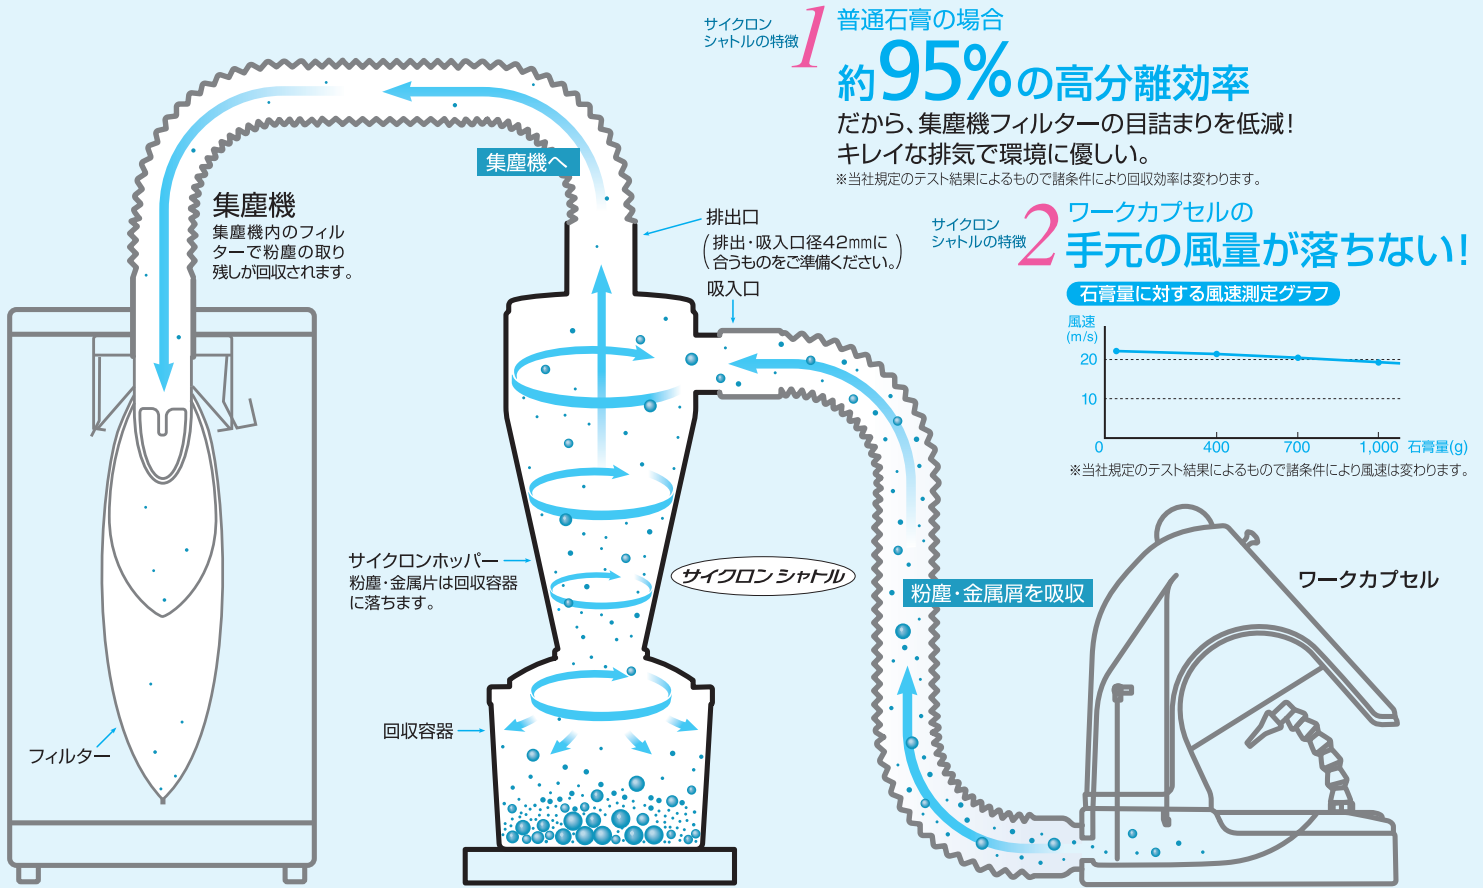 サイクロン
シャトルの特徴
1
普通石膏の場合
約95%の高分離効率
だから、集塵機フィルターの目詰まりを低減!
キレイな排気で環境に優しい。
※当社規定のテスト結果によるもので諸条件により回収効率は変わります。
サイクロン
シャトルの特徴
2
ワークカプセルの
手元の風量が落ちない!
石膏量に対する風速測定グラフ
風速
(m/s)
20
10
0
400
700
1,000
石膏量(g)
※当社規定のテスト結果によるもので諸条件により風速は変わります。
集塵機へ
集塵機
集塵機内のフィル
ターで粉塵の取り
残しが回収されます。
排出口
(排出・吸入口径42mmに
合うものをご準備ください。)
吸入口
サイクロンホッパー
粉塵・金属片は回収容器
に落ちます。
サイクロン シャトル
粉塵・金属屑を吸収
ワークカプセル
回収容器
フィルター